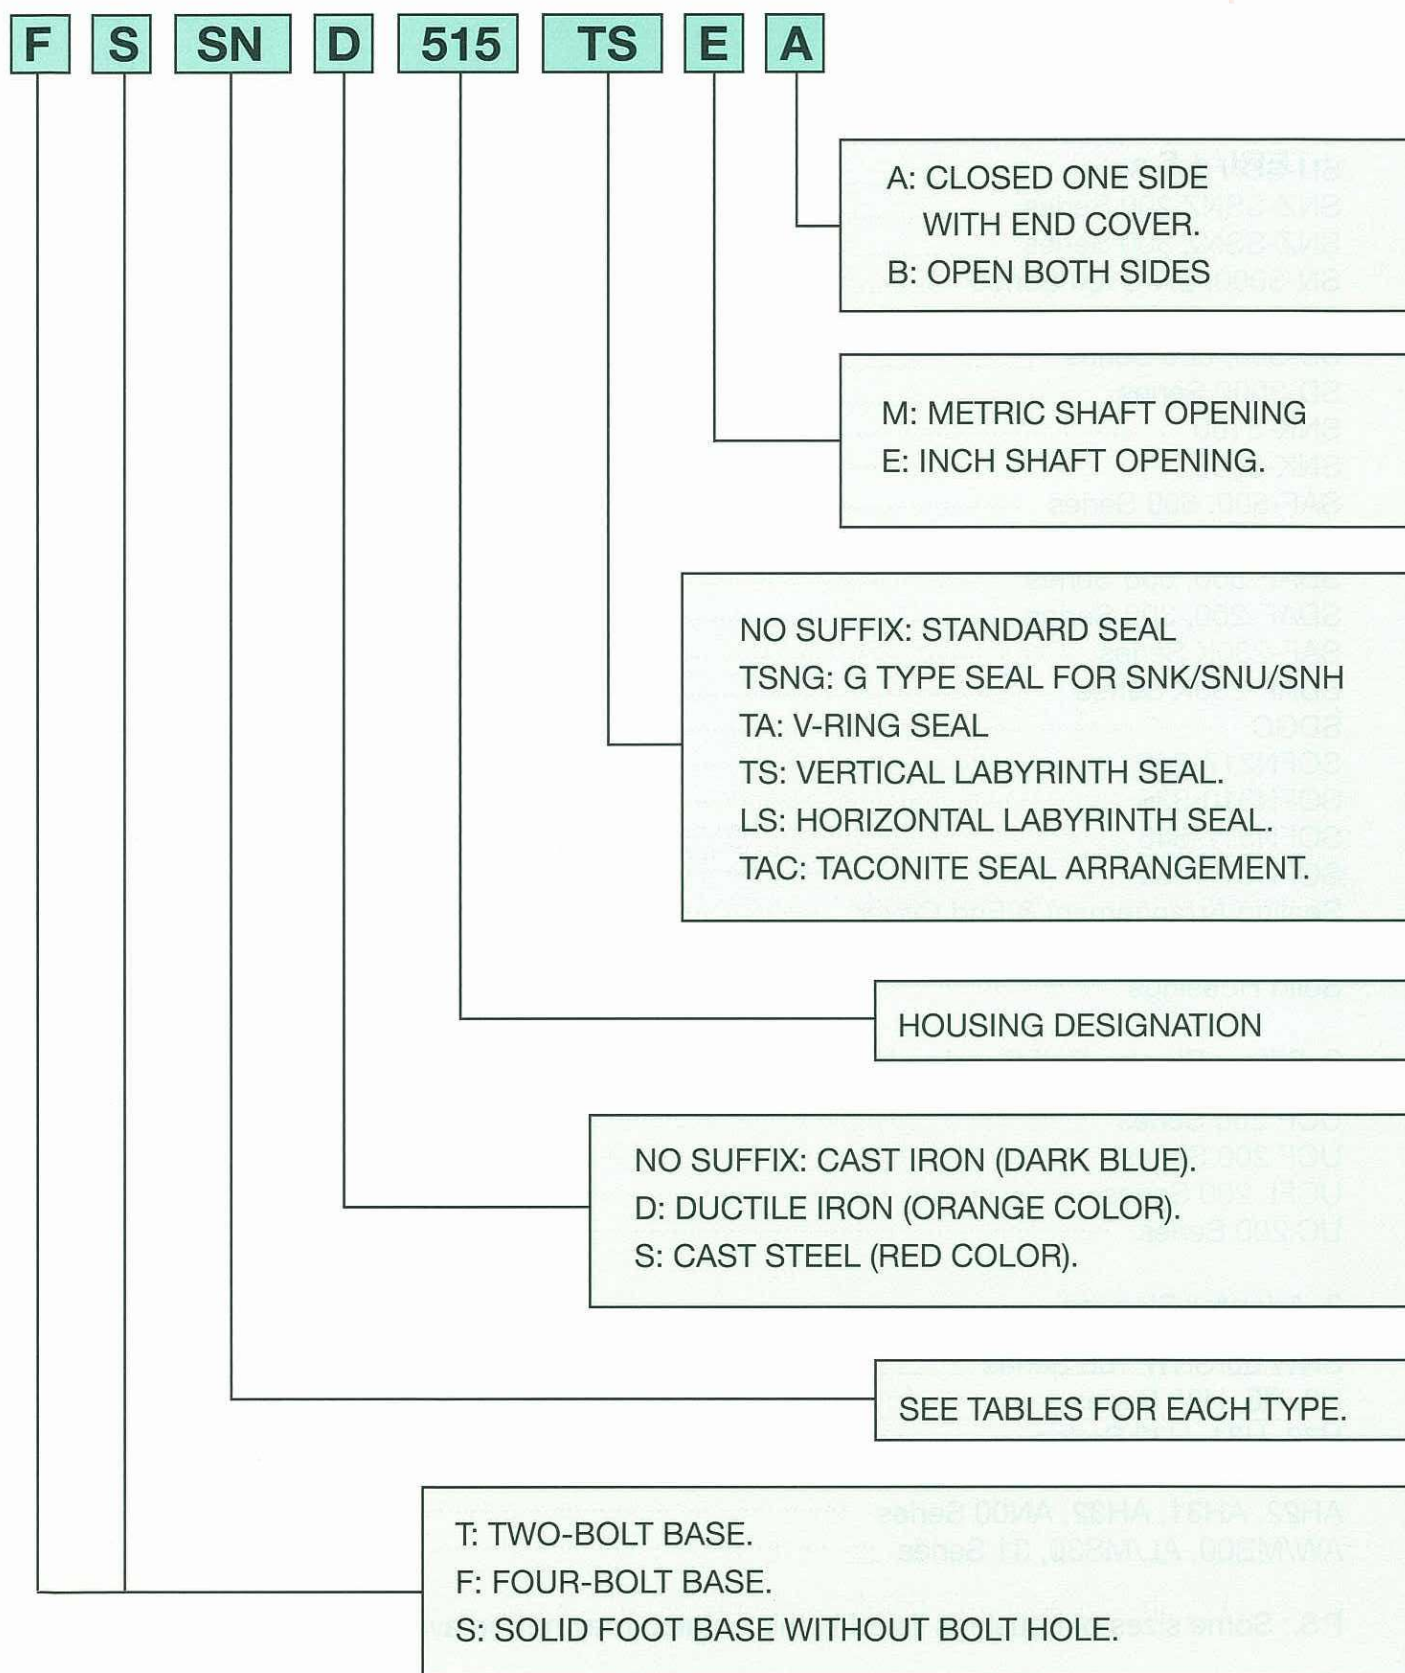 F S SN D 515 TS E A
A: CLOSED ONE SIDE
WITH END COVER.
B: OPEN BOTH SIDES
M: METRIC SHAFT OPENING
E: INCH SHAFT OPENING.
NO SUFFIX: STANDARD SEAL
TSNG: G TYPE SEAL FOR SNK/SNU/SNH
TA: V-RING SEAL
TS: VERTICAL LABYRINTH SEAL.
LS: HORIZONTAL LABYRINTH SEAL.
TAC: TACONITE SEAL ARRANGEMENT.
HOUSING DESIGNATION
NO SUFFIX: CAST IRON (DARK BLUE).
D: DUCTILE IRON (ORANGE COLOR).
S: CAST STEEL (RED COLOR).
SEE TABLES FOR EACH TYPE.
T: TWO-BOLT BASE.
F: FOUR-BOLT BASE.
S: SOLID FOOT BASE WITHOUT BOLT HOLE.